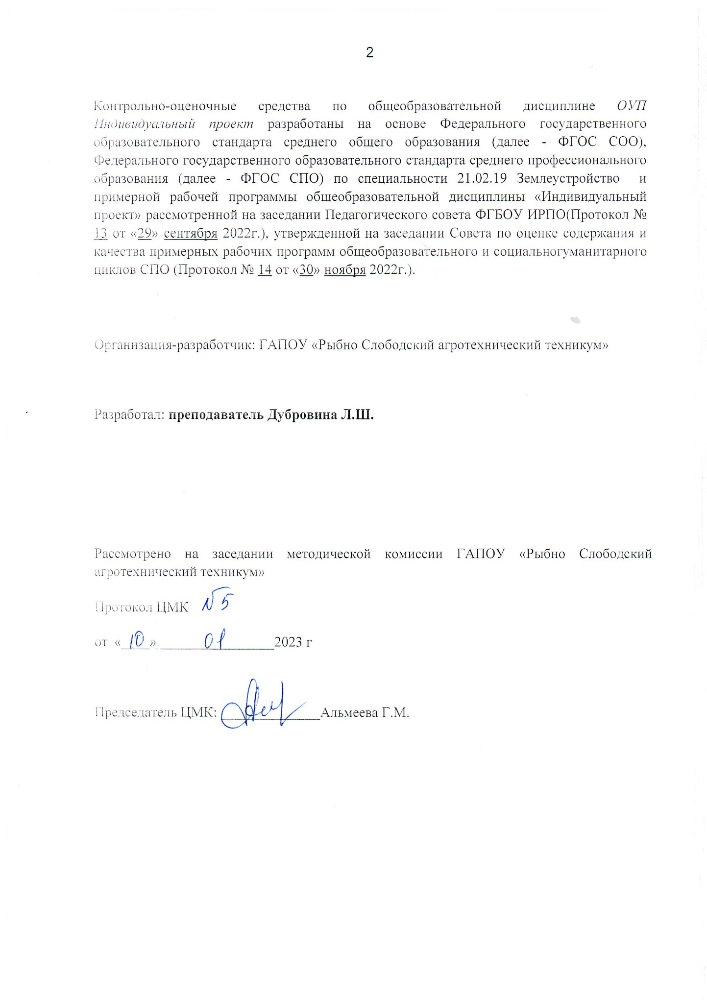 2
Контрольно-оценочные средства по общеобразовательной дисциплине ОУП
Индивидуальный проект разработаны на основе Федерального государственного
образовательного стандарта среднего общего образования (далее - ФГОС СОО),
Федерального государственного образовательного стандарта среднего профессионального
образования (далее - ФГОС СПО) по специальности 21.02.19 Землеустройство и
примерной рабочей программы общеобразовательной дисциплины «Индивидуальный
проект» рассмотренной на заседании Педагогического совета ФГБОУ ИРПО(Протокол №
13 от «29» сентября 2022г.), утвержденной на заседании Совета по оценке содержания и
качества примерных рабочих программ общеобразовательного и социальногуманитарного
циклов СПО (Протокол № 14 от «30» ноября 2022г.).
Организация-разработчик: ГАПОУ «Рыбно Слободский агротехнический техникум»
Разработал: преподаватель Дубровина Л.Ш.
Рассмотрено на заседании методической комиссии ГАПОУ «Рыбно Слободский
агротехнический техникум»
Протокол ЦМК №5
от «10» 01 2023 г
Председатель ЦМК: Альмеева Г.М.